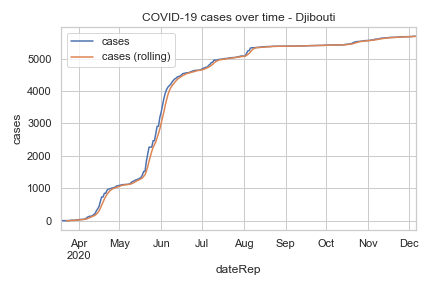 COVID-19 cases over time - Djibouti
cases
cases (rolling)
5000
4000
3000
2000
1000
0
cases
Apr May Jun Jul Aug Sep Oct Nov Dec
2020
dateRep